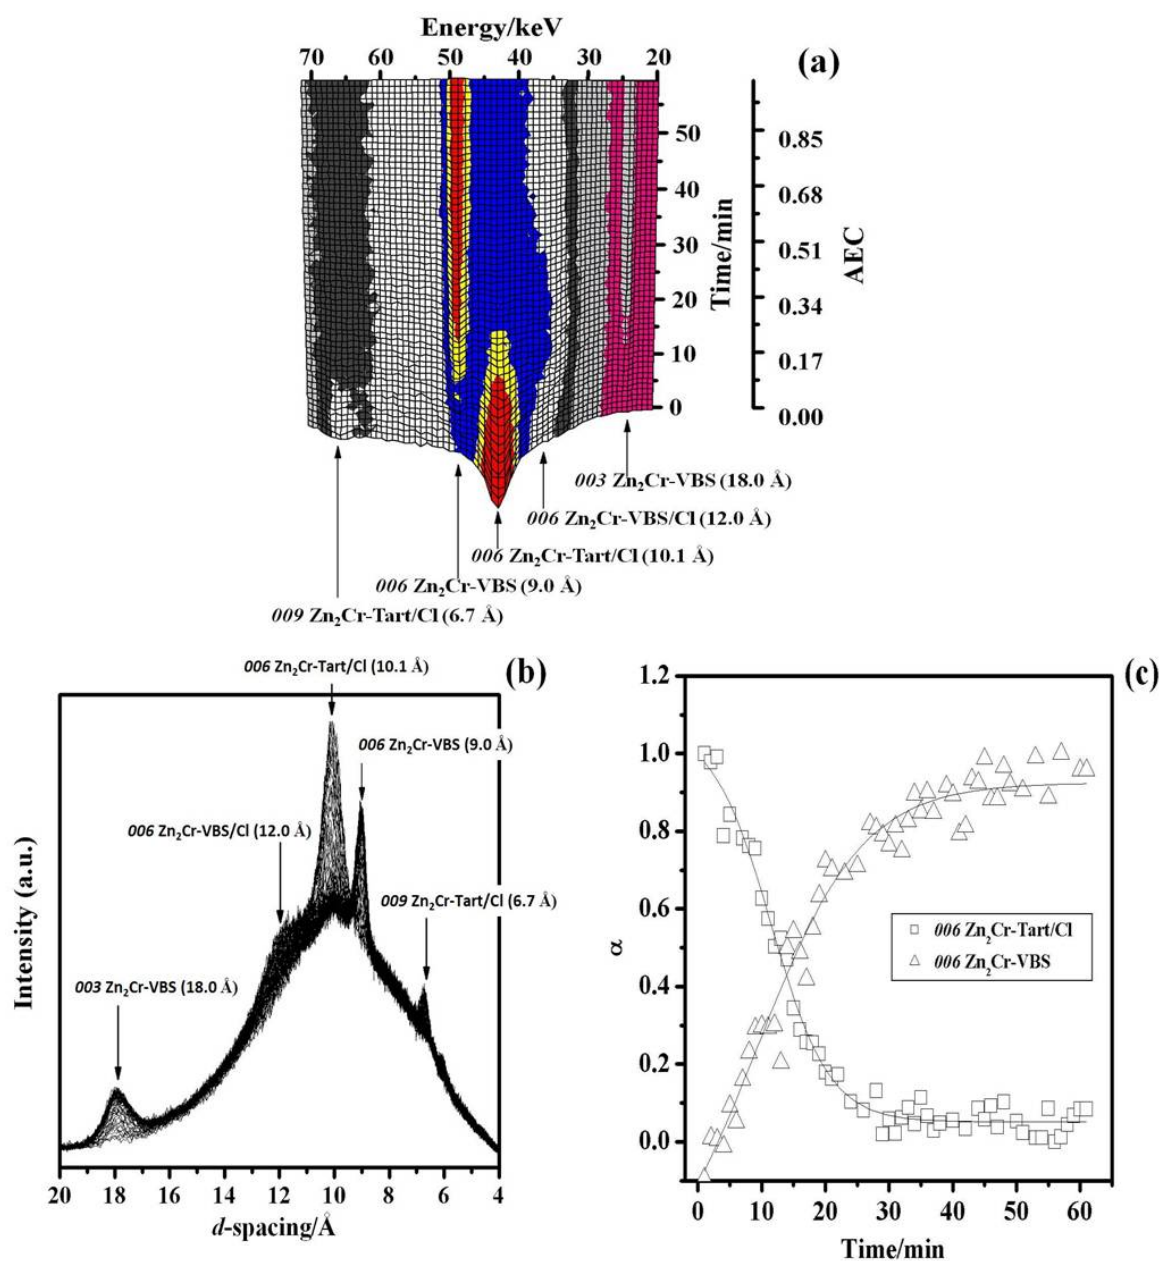 Energy/keV
(a)
70 60 50 40 30 20
50
40
30
20
10
0
Time/min
0.85
0.68
0.51
0.34
0.17
0.00
AEC
003 Zn₂Cr-VBS (18.0 Å)
006 Zn₂Cr-VBS/Cl (12.0 Å)
006 Zn₂Cr-Tart/Cl (10.1 Å)
006 Zn₂Cr-VBS (9.0 Å)
009 Zn₂Cr-Tart/Cl (6.7 Å)
(b)
006 Zn₂Cr-Tart/Cl (10.1 Å)
006 Zn₂Cr-VBS (9.0 Å)
006 Zn₂Cr-VBS/Cl (12.0 Å)
009 Zn₂Cr-Tart/Cl (6.7 Å)
003 Zn₂Cr-VBS (18.0 Å)
Intensity (a.u.)
20 18 16 14 12 10 8 6 4
d-spacing/Å
(c)
1.2
1.0
0.8
0.6
0.4
0.2
0.0
α
006 Zn₂Cr-Tart/Cl
006 Zn₂Cr-VBS
0 10 20 30 40 50 60
Time/min